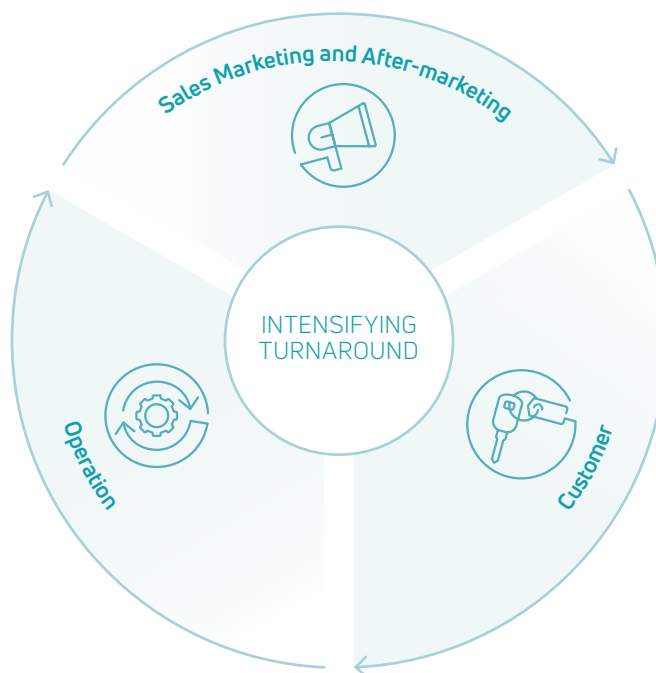 Sales Marketing and After-marketing
INTENSIFYING
TURNAROUND
Operation
Customer